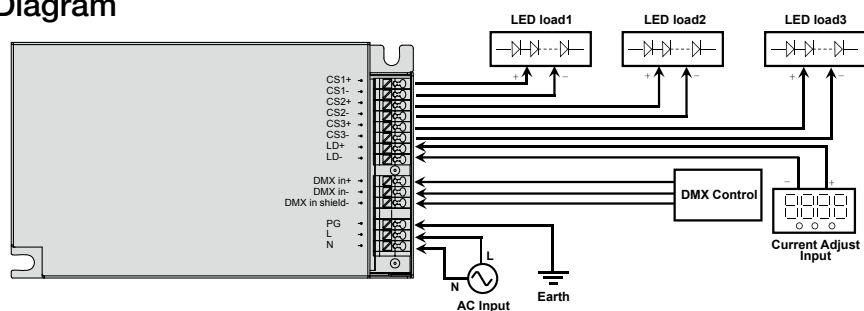 Diagram
LED load1
LED load2
LED load3
CS1+
CS1-
CS2+
CS2-
CS3+
CS3-
LD+
LD-
DMX in+
DMX in-
DMX in shield-
PG
L
N
+ −
+ −
+ −
− +
DMX Control
Current Adjust
Input
L
N
AC Input
Earth